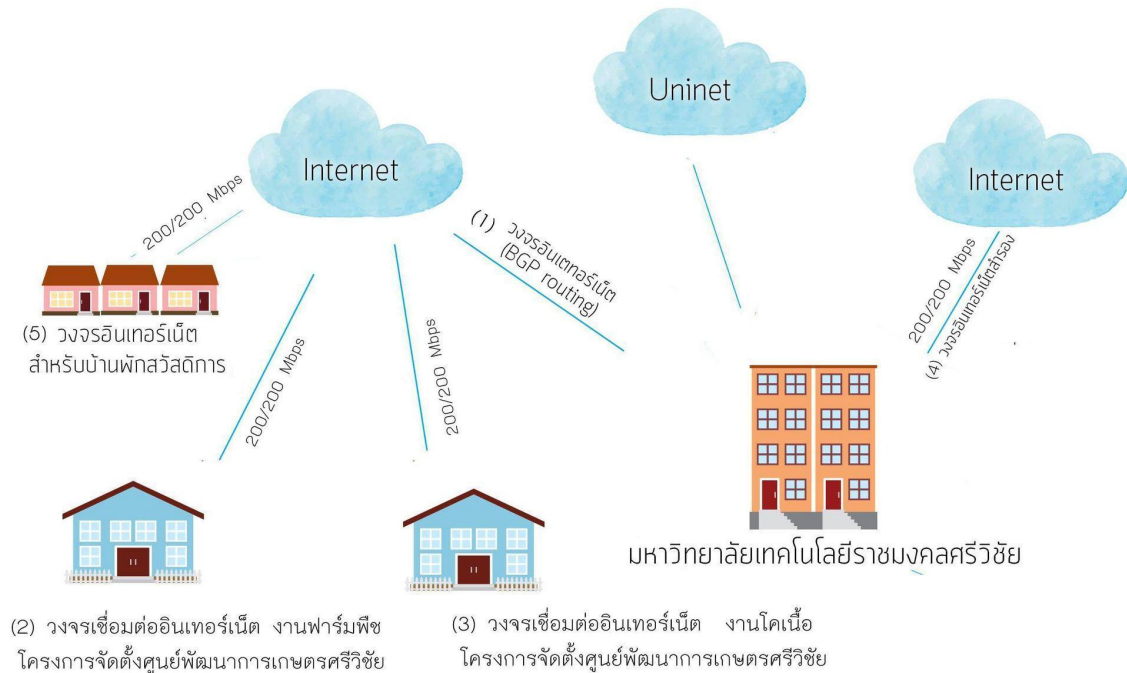 Uninet
Internet
Internet
200/200 Mbps
(1) วงจรอินเตทอร์เน็ต
(BGP routing)
200/200 Mbps
(4) วงจรอินเทอร์เน็ตสำรอง
(5) วงจรอินเทอร์เน็ต
สำหรับบ้านพักสวัสดิการ
200/200 Mbps
200/200 Mbps
มหาวิทยาลัยเทคโนโลยีราชมงคลศรีวิชัย
(2) วงจรเชื่อมต่ออินเทอร์เน็ต งานฟาร์มพืช
โครงการจัดตั้งศูนย์พัฒนาการเกษตรศรีวิชัย
(3) วงจรเชื่อมต่ออินเทอร์เน็ต งานโคเนื้อ
โครงการจัดตั้งศูนย์พัฒนาการเกษตรศรีวิชัย